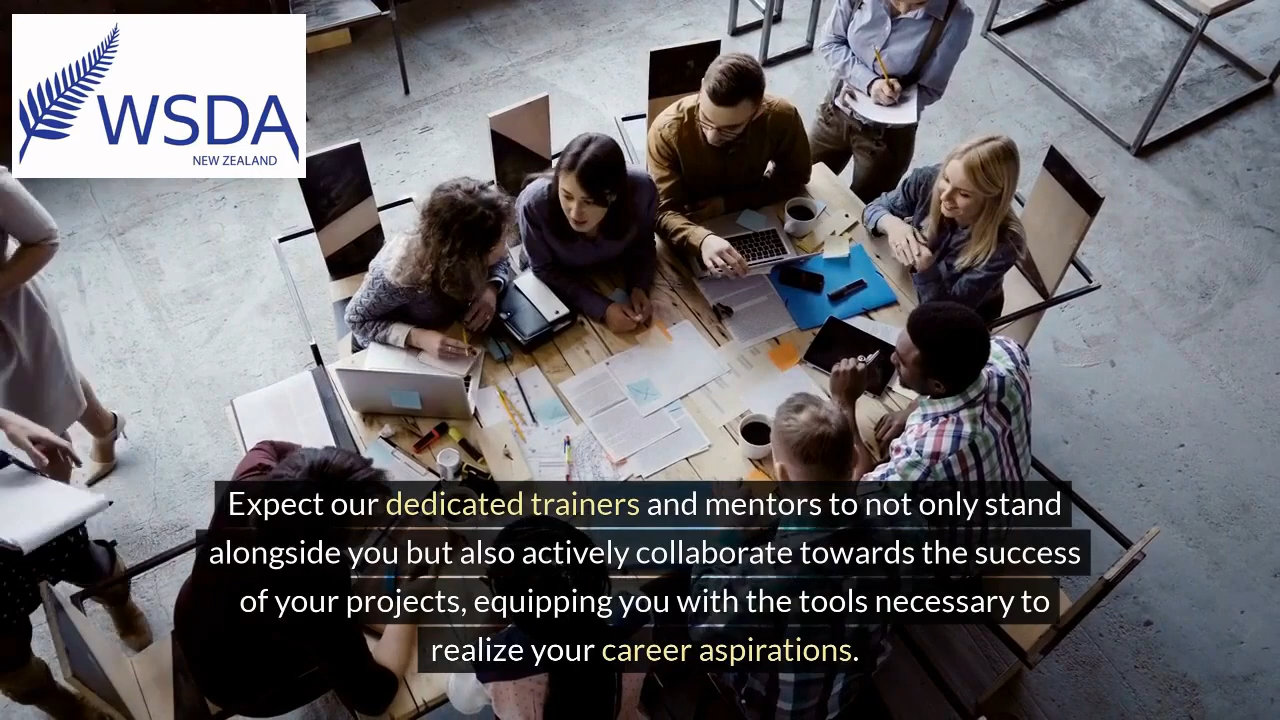 WSDA
NEW ZEALAND
Expect our dedicated trainers and mentors to not only stand
alongside you but also actively collaborate towards the success
of your projects, equipping you with the tools necessary to
realize your career aspirations.